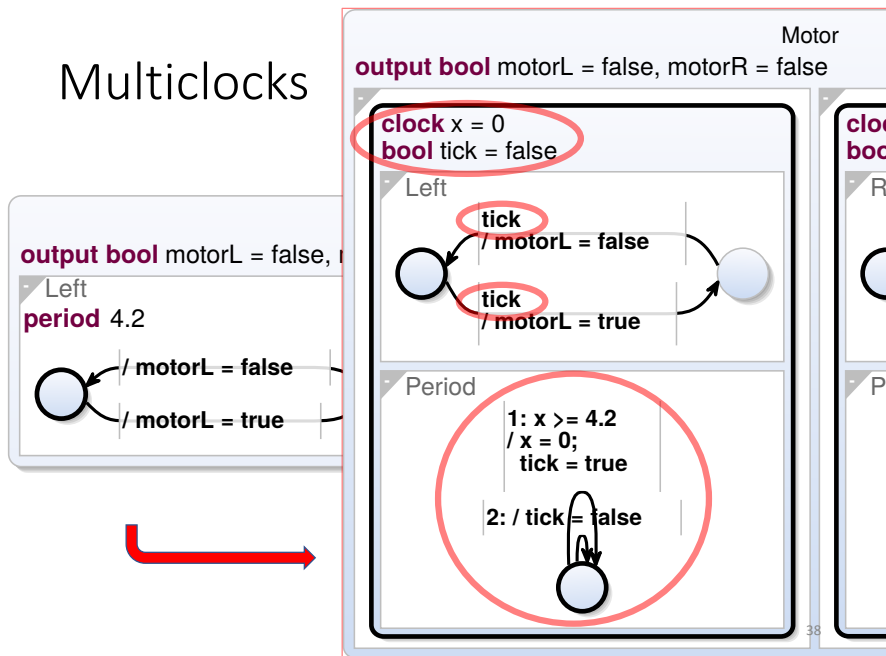 Multiclocks
output bool motorL = false,
Left
period 4.2
/ motorL = false
/ motorL = true
Motor
output bool motorL = false, motorR = false
clock x = 0
bool tick = false
Left
tick
/ motorL = false
tick
/ motorL = true
Period
1: x >= 4.2
/ x = 0;
tick = true
2: / tick = false
38